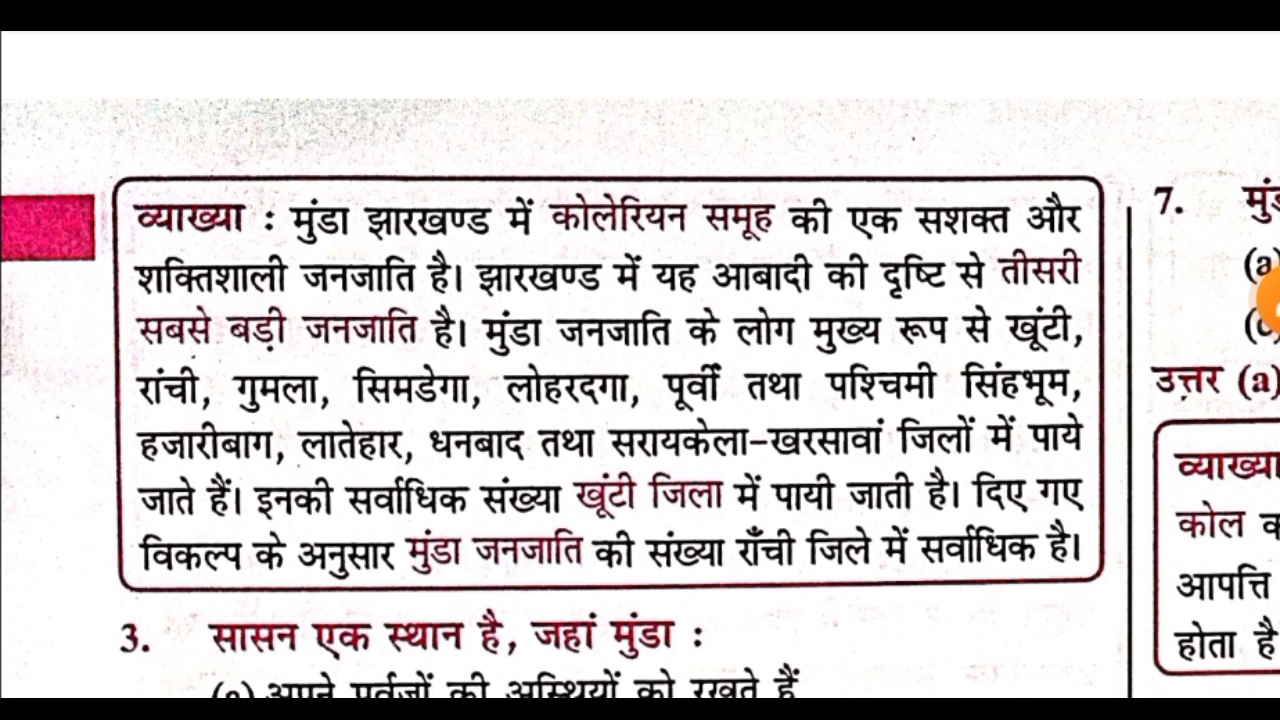 व्याख्या : मुंडा झारखण्ड में कोलेरियन समूह की एक सशक्त और
शक्तिशाली जनजाति है। झारखण्ड में यह आबादी की दृष्टि से तीसरी
सबसे बड़ी जनजाति है। मुंडा जनजाति के लोग मुख्य रूप से खूंटी,
रांची, गुमला, सिमडेगा, लोहरदगा, पूर्वी तथा पश्चिमी सिंहभूम,
हजारीबाग, लातेहार, धनबाद तथा सरायकेला-खरसावां जिलों में पाये
जाते हैं। इनकी सर्वाधिक संख्या खूंटी जिला में पायी जाती है। दिए गए
विकल्प के अनुसार मुंडा जनजाति की संख्या राँची जिले में सर्वाधिक है।
3. सासन एक स्थान है, जहां मुंडा :
(a) अपने पूर्वजों की अस्थियों को रखते हैं
7.
(a
उत्तर (a)
व्याख्या
कोल
आपत्ति
होता है